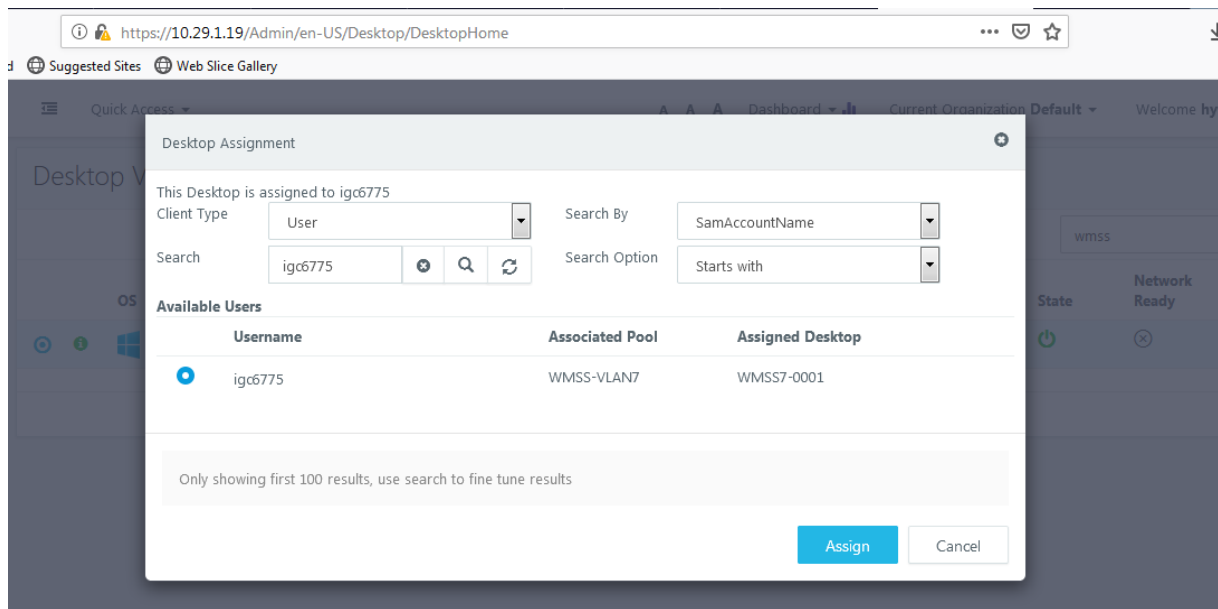 https://10.29.1.19/Admin/en-US/Desktop/DesktopHome
d Suggested Sites Web Slice Gallery
Quick Access A A A Dashboard Current Organization Default Welcome hy
Desktop Assignment
Desktop V
This Desktop is assigned to igc6775
Client Type User Search By SamAccountName
wmss
Search igc6775 Search Option Starts with
OS State Network Ready
Available Users
Username Associated Pool Assigned Desktop
igc6775 WMSS-VLAN7 WMSS7-0001
Only showing first 100 results, use search to fine tune results
Assign Cancel